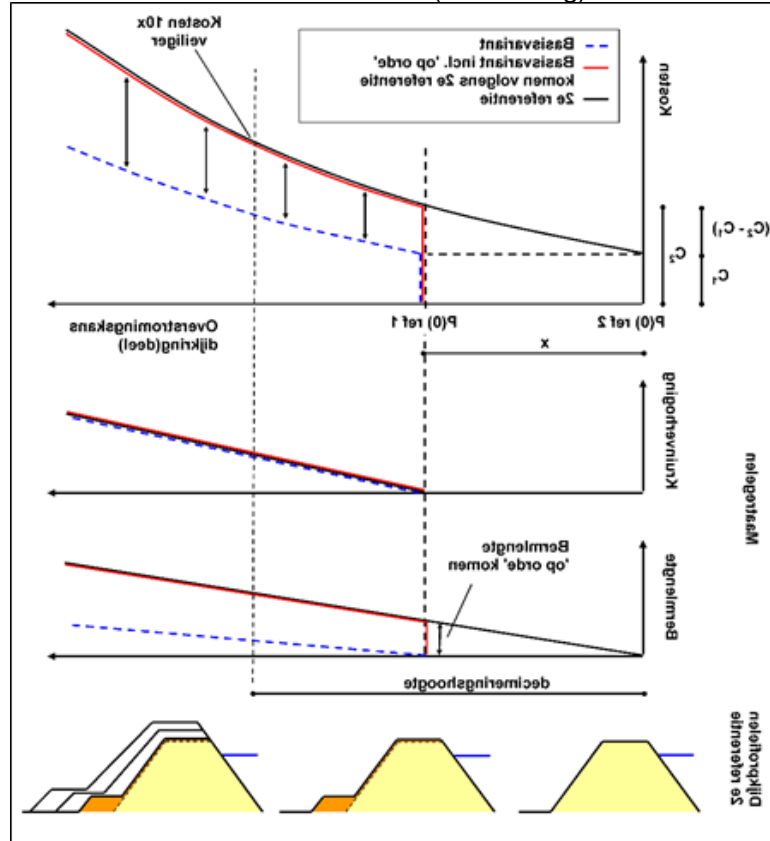 Kosten 10x
veiliger
Basisvariant
Basisvariant incl. 'op orde'
komen volgens 2e referentie
2e referentie
Kosten
(C₂ - C₁)
C₂
C₁
Overstromingskans
dijkring(deel)
P(0) ref 1
P(0) ref 2
x
Kruinverhoging
Maatregelen
Bermlengte
'op orde' komen
Bermlengte
decimeringshoogte
Dijkprofielen
2e referentie